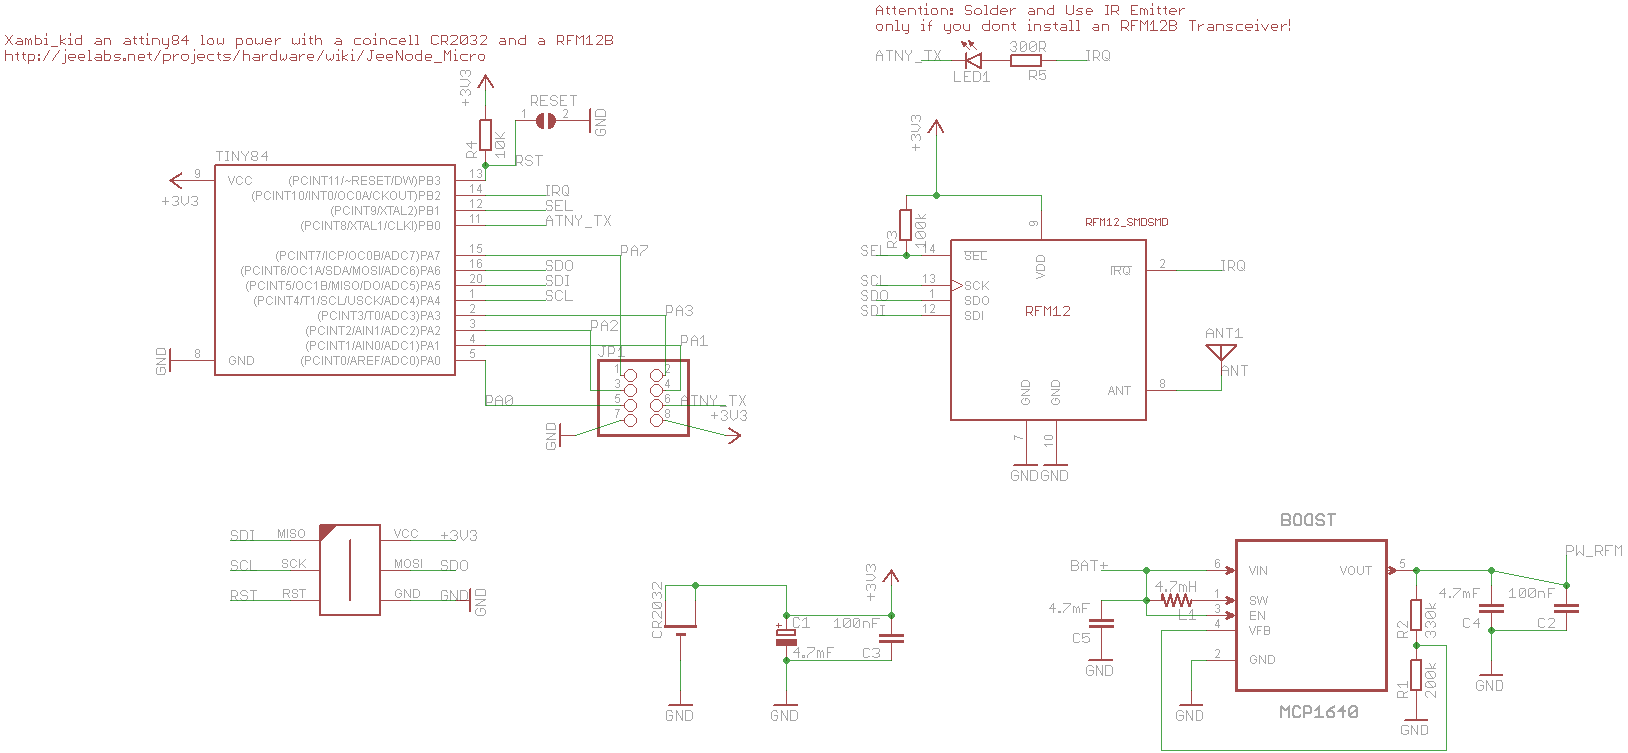 Attention: Solder and Use IR Emitter
only if you dont install an RFM12B Transceiver!
Xambi_kid an attiny84 low power with a coincell CR2032 and a RFM12B
http://jeelabs.net/projects/hardware/wiki/JeeNode_Micro
ATNY_TX
LED1
300R
R5
IRQ
+3V3
R4
10K
RESET
1
2
GND
RST
TINY84
+3V3
9
VCC
GND
8
GND
(PCINT11/~RESET/DW)PB3
13
(PCINT10/INT0/OC0A/CKOUT)PB2
14
IRQ
(PCINT9/XTAL2)PB1
12
SEL
(PCINT8/XTAL1/CLKI)PB0
11
ATNY_TX
(PCINT7/ICP/OC0B/ADC7)PA7
15
PA7
(PCINT6/OC1A/SDA/MOSI/ADC6)PA6
16
SDO
(PCINT5/OC1B/MISO/DO/ADC5)PA5
20
SDI
(PCINT4/T1/SCL/USCK/ADC4)PA4
1
SCL
(PCINT3/T0/ADC3)PA3
2
PA3
(PCINT2/AIN1/ADC2)PA2
3
PA2
(PCINT1/AIN0/ADC1)PA1
4
PA1
(PCINT0/AREF/ADC0)PA0
5
PA0
JP1
1
2
3
4
5
6
7
8
ATNY_TX
+3V3
GND
+3V3
R3
100k
9
RFM12_SMDSMD
SEL
14
SEL
SCL
13
SCK
SDO
1
SDO
SDI
12
SDI
VDD
RFM12
IRQ
2
IRQ
ANT1
ANT
ANT
8
GND
GND
7
10
GND
GND
SDI
MISO
VCC
+3V3
SCL
SCK
MOSI
SDO
RST
RST
GND
GND
GND
CR2032
GND
+
C1
4.7mF
GND
100nF
C3
+3V3
BOOST
BAT+
4.7mF
C5
GND
4.7mH
L1
6
VIN
1
SW
3
EN
4
VFB
2
GND
GND
VOUT
5
MCP1640
R2
330k
R1
200k
GND
4.7mF
C4
GND
100nF
C2
PW_RFM